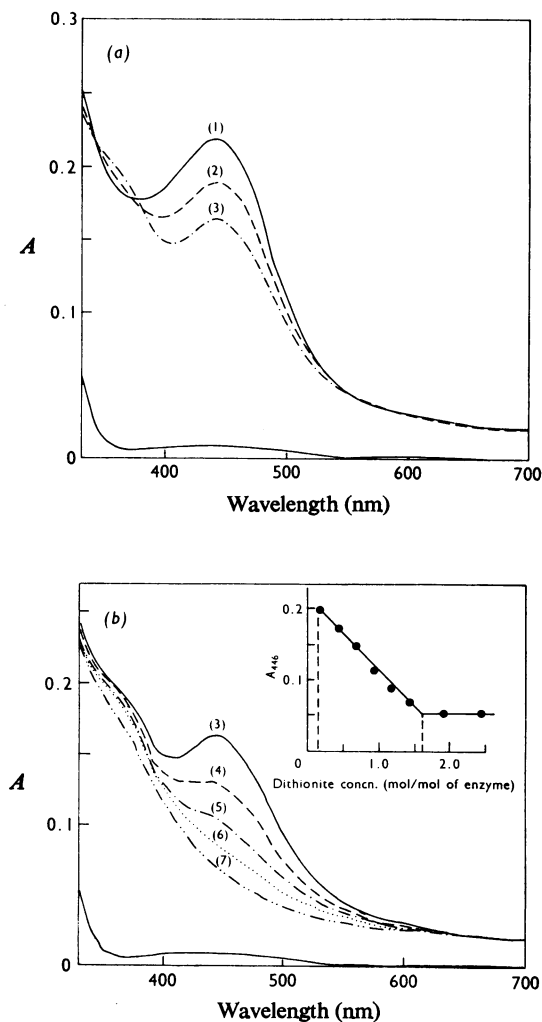 0.3
(a)
(1)
0.2
(2)
(3)
A
0.1
0
400 500 600 700
Wavelength (nm)
(b)
0.2
A446
0.1
0 1.0 2.0
Dithionite concn. (mol/mol of enzyme)
0.2
(3)
(4)
A
(5)
0.1
(6)
(7)
0
400 500 600 700
Wavelength (nm)